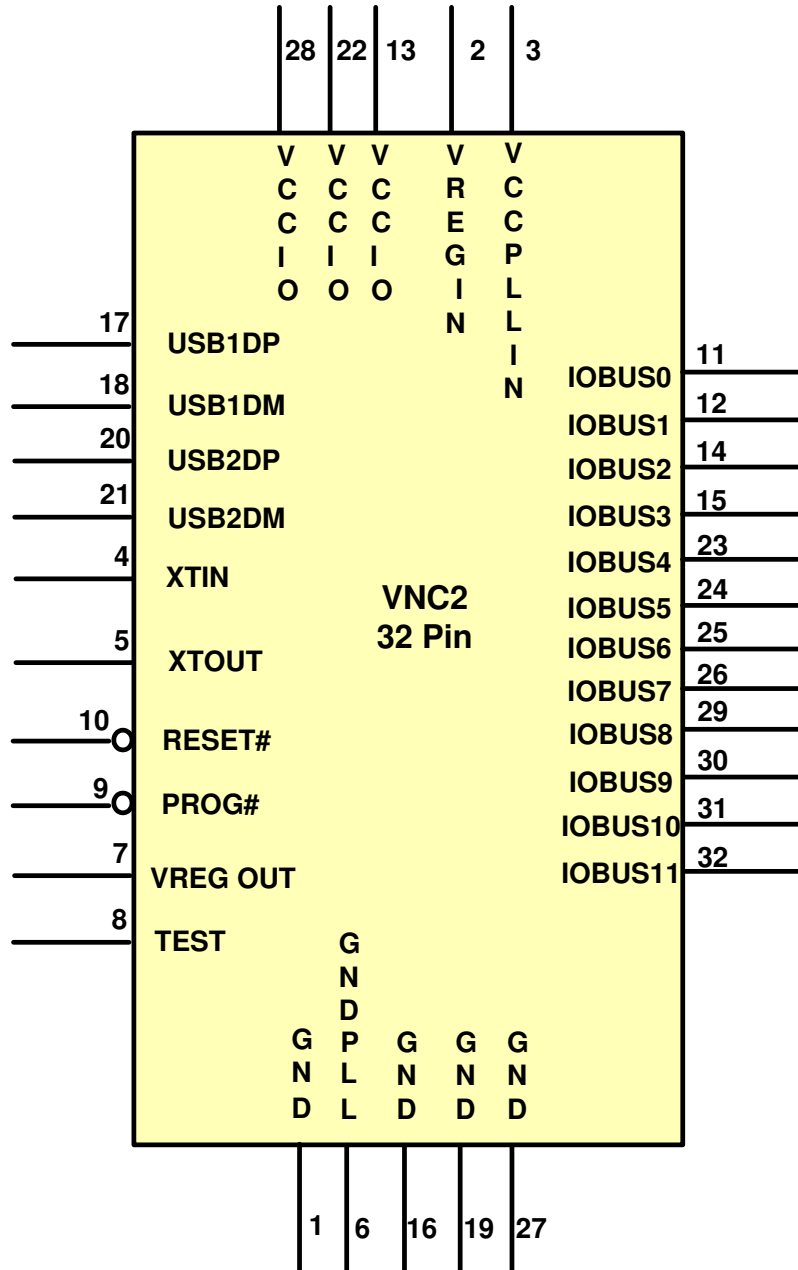 28 22 13 2 3
VCCIO VCCIO VCCIO VREGIN VCCPLLIN
17 USB1DP
18 USB1DM
20 USB2DP
21 USB2DM
4 XTIN
5 XTOUT
10 RESET#
9 PROG#
7 VREG OUT
8 TEST
VNC2
32 Pin
IOBUS0 11
IOBUS1 12
IOBUS2 14
IOBUS3 15
IOBUS4 23
IOBUS5 24
IOBUS6 25
IOBUS7 26
IOBUS8 29
IOBUS9 30
IOBUS10 31
IOBUS11 32
GND GNDPLL GND GND GND
1 6 16 19 27